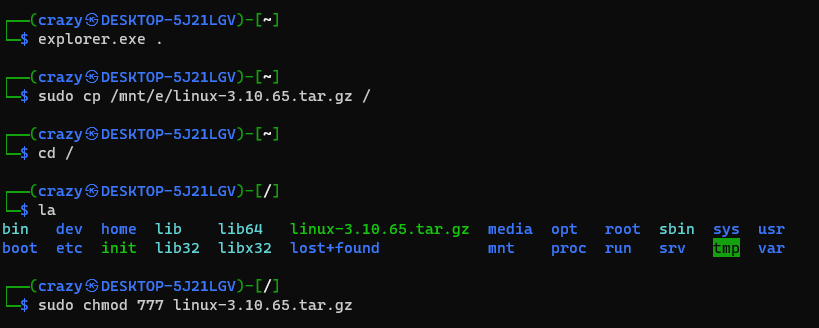 ┌──(crazy㉿DESKTOP-5J21LGV)-[~]
└─$ explorer.exe .
┌──(crazy㉿DESKTOP-5J21LGV)-[~]
└─$ sudo cp /mnt/e/linux-3.10.65.tar.gz /
┌──(crazy㉿DESKTOP-5J21LGV)-[~]
└─$ cd /
┌──(crazy㉿DESKTOP-5J21LGV)-[/]
└─$ la
bin dev home lib lib64 linux-3.10.65.tar.gz media opt root sbin sys usr
boot etc init lib32 libx32 lost+found mnt proc run srv tmp var
┌──(crazy㉿DESKTOP-5J21LGV)-[/]
└─$ sudo chmod 777 linux-3.10.65.tar.gz